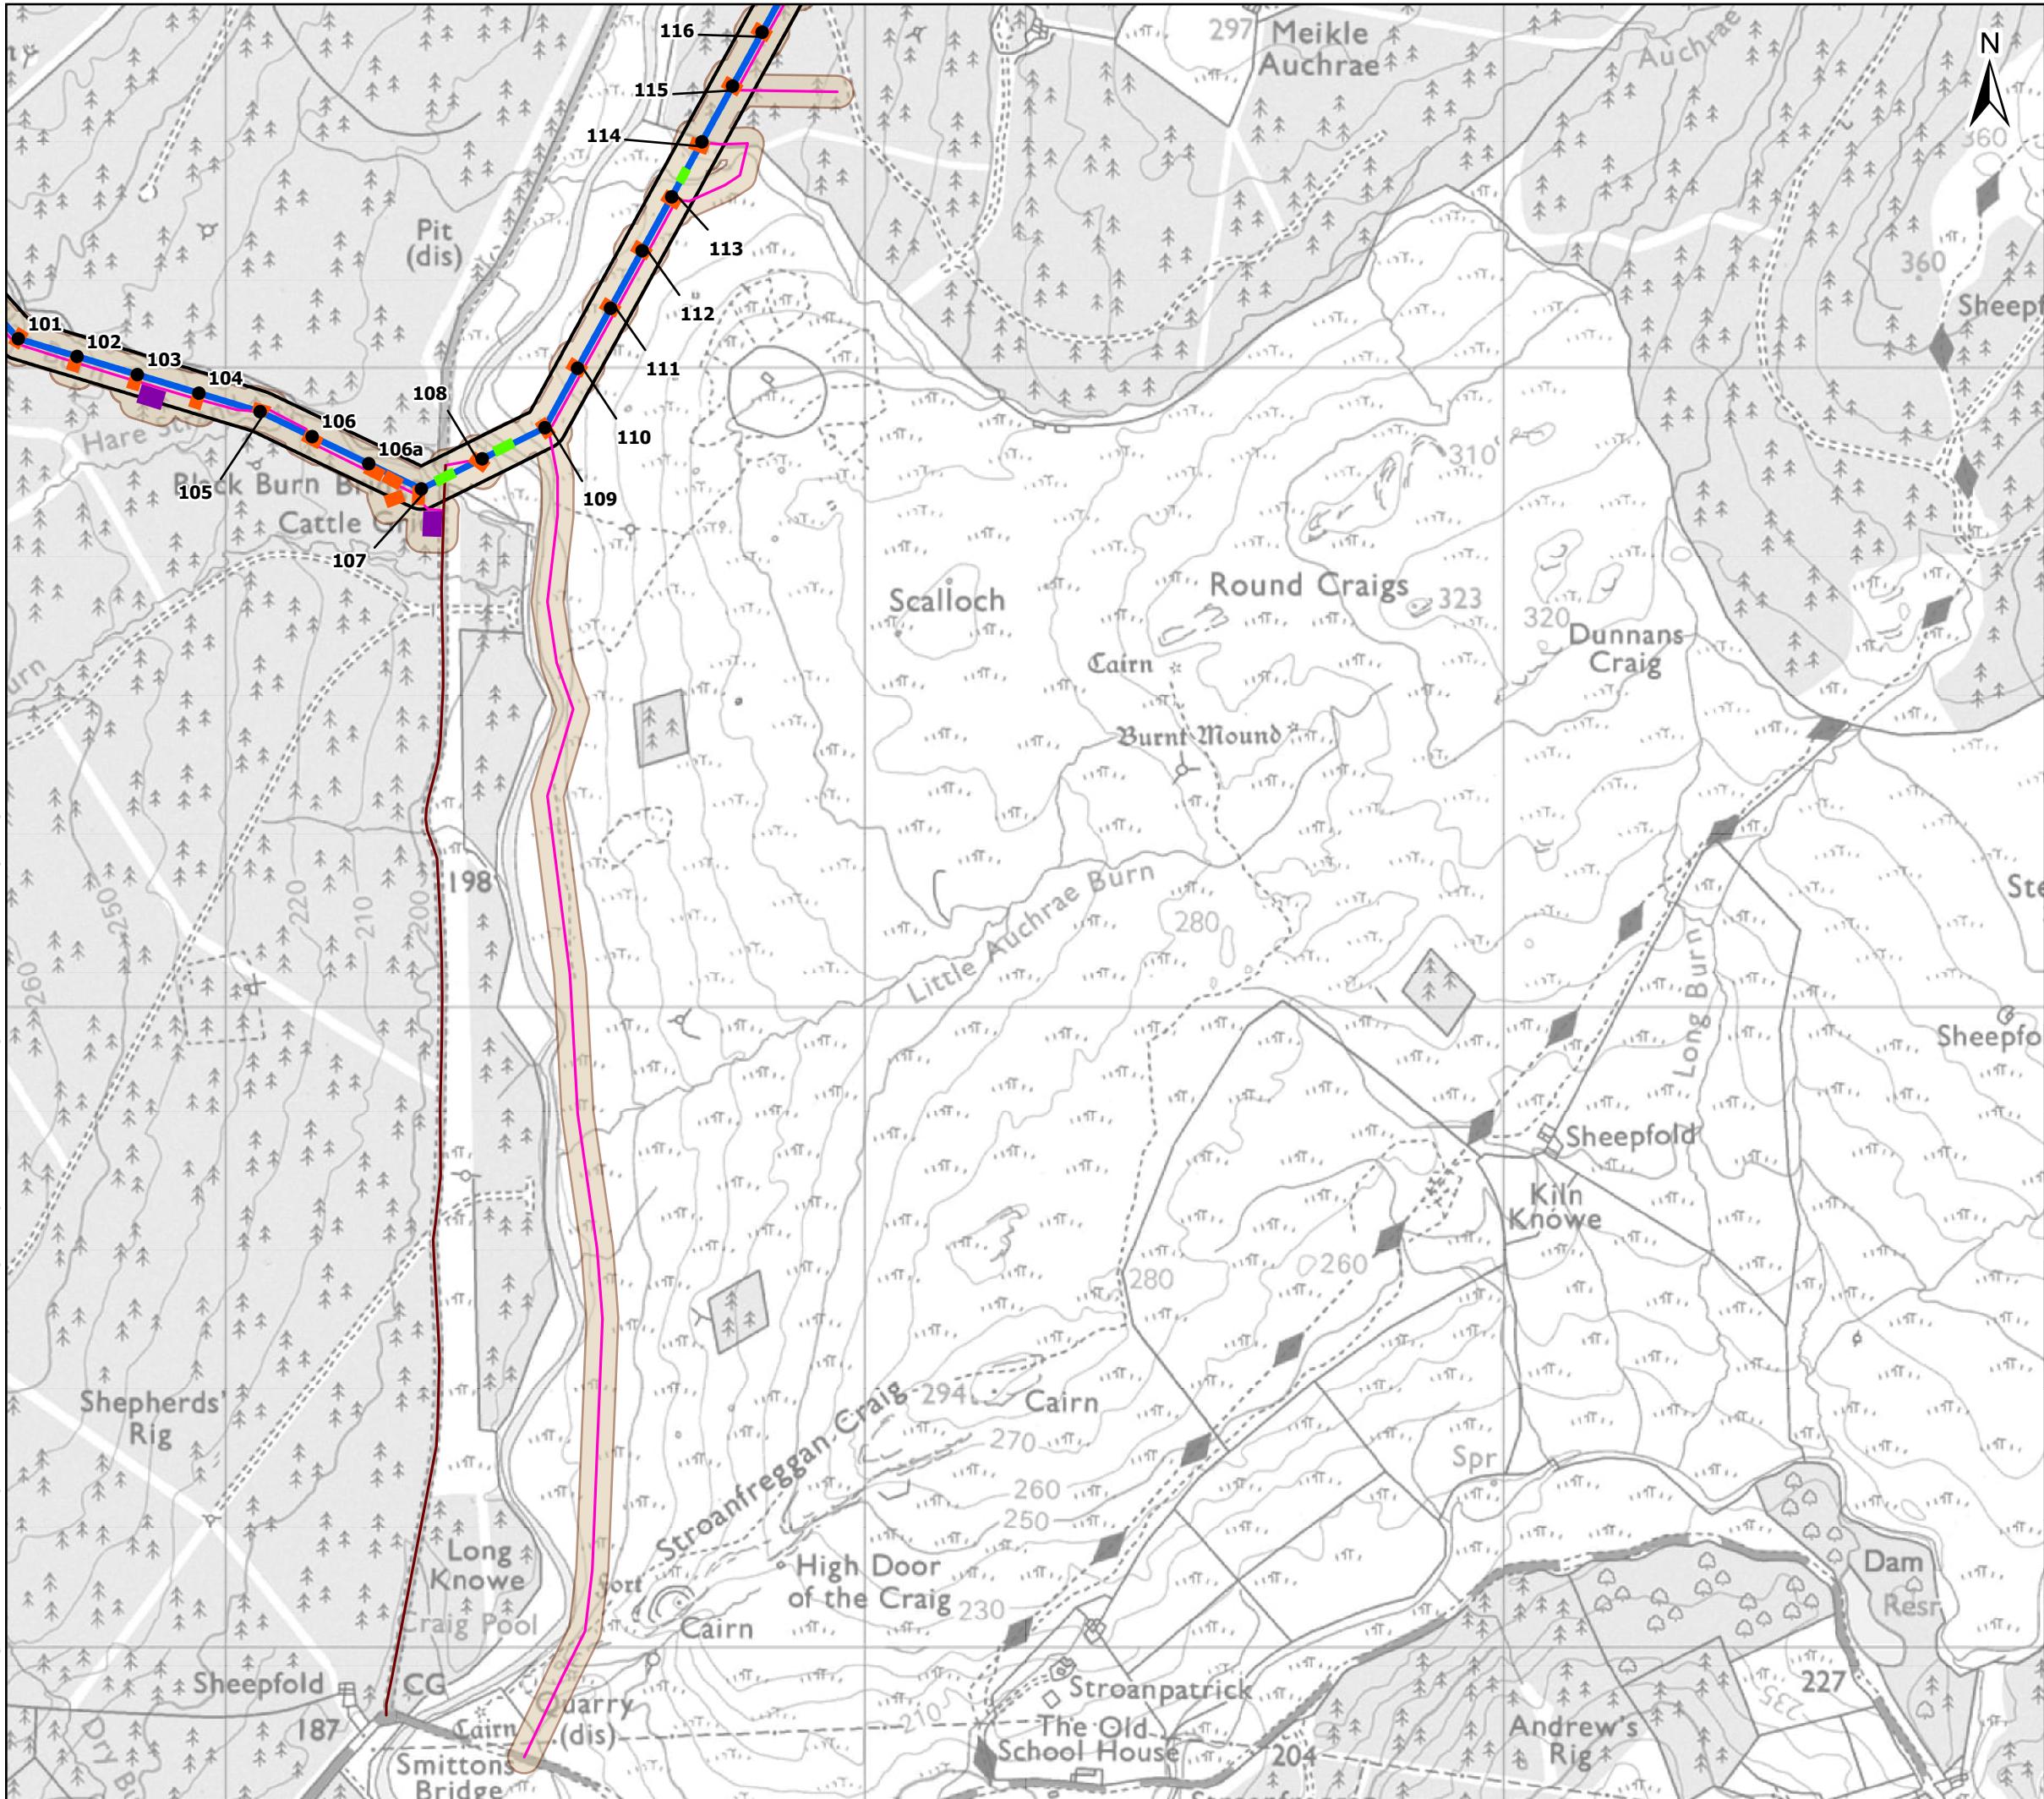 116
297
Meikle
Auchrae
Auchrae
N
115
360
114
Pit
(dis)
113
360
112
101
102
103
104
111
108
106
110
Hare
106a
310
105
109
Black Burn
Cattle
107
Scalloch
Round Craigs
323
320
Dunnans
Craig
Cairn
Burnt Mound
198
250
220
210
200
Little Auchrae Burn
280
260
Long Burn
Sheepfold
Kiln
Knowe
280
260
Shepherds'
Rig
Stroanfreggan Craig
294
Cairn
270
Spr
260
250
Long
Knowe
Craig Pool
Fort
High Door
of the Craig
230
Dam
Resr
Cairn
Sheepfold
CG
Quarry
(dis)
187
Cairn
Smittons
Bridge
210
Stroanpatrick
The Old
School House
204
227
235
Andrew's
Rig
Dry